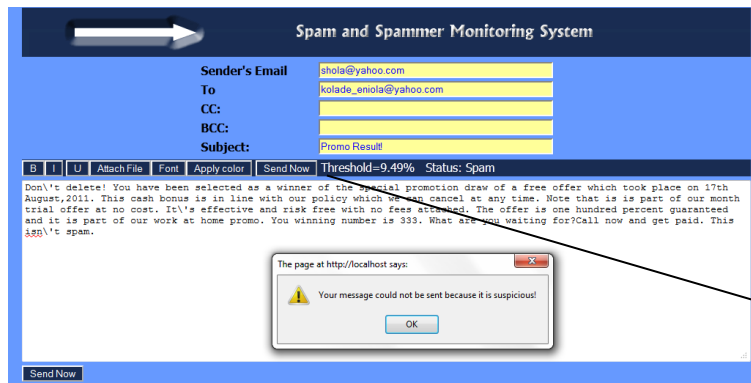 Spam and Spammer Monitoring System
Sender's Email shola@yahoo.com
To kolade_eniola@yahoo.com
CC:
BCC:
Subject: Promo Result!
B I U Attach File Font Apply color Send Now Threshold=9.49% Status: Spam
Don\'t delete! You have been selected as a winner of the special promotion draw of a free offer which took place on 17th
August,2011. This cash bonus is in line with our policy which we can cancel at any time. Note that is is part of our month
trial offer at no cost. It\'s effective and risk free with no fees attached. The offer is one hundred percent guaranteed
and it is part of our work at home promo. You winning number is 333. What are you waiting for?Call now and get paid. This
isn\'t spam.
The page at http://localhost says:
Your message could not be sent because it is suspicious!
OK
Send Now